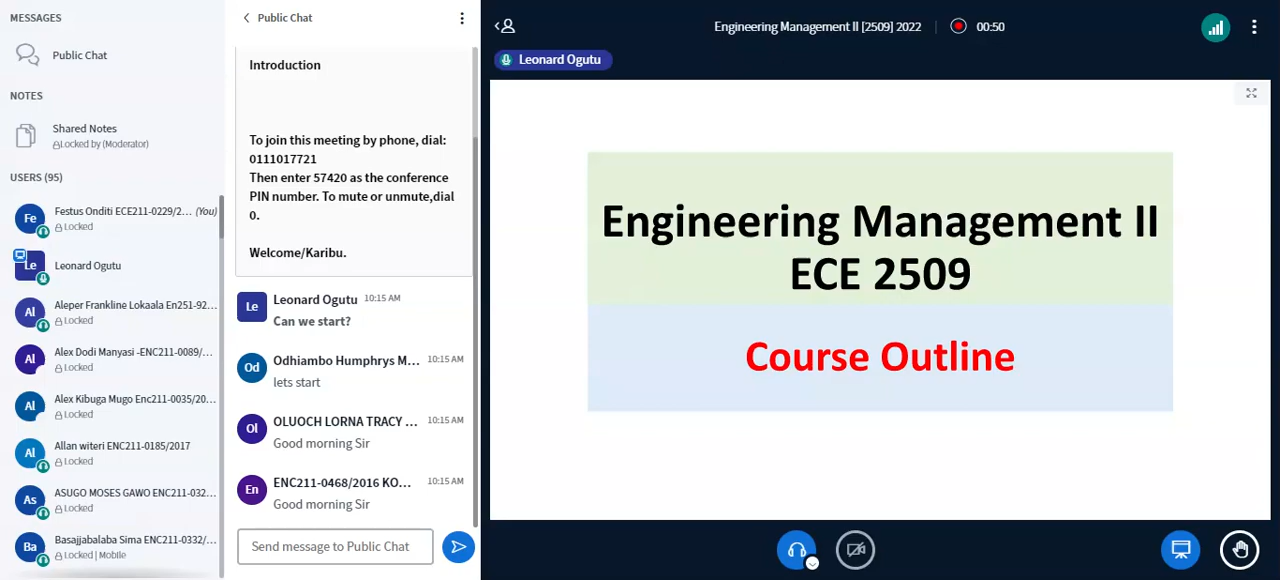 MESSAGES
Public Chat
NOTES
Shared Notes
Locked by (Moderator)
USERS (95)
Fe
Festus Onditi ECE211-0229/2... (You)
Locked
Le
Leonard Ogutu
Al
Aleper Frankline Lokaala En251-92...
Locked
Al
Alex Dodi Manyasi -ENC211-0089/...
Locked
Al
Alex Kibuga Mugo Enc211-0035/20...
Locked
Al
Allan witeri ENC211-0185/2017
Locked
As
ASUGO MOSES GAWO ENC211-032...
Locked
Ba
Basajjabalaba Sima ENC211-0332/...
Locked | Mobile
Public Chat
Introduction
To join this meeting by phone, dial:
0111017721
Then enter 57420 as the conference
PIN number. To mute or unmute,dial
0.
Welcome/Karibu.
Le
Leonard Ogutu 10:15 AM
Can we start?
Od
Odhiambo Humphrys M... 10:15 AM
lets start
Ol
OLUOCH LORNA TRACY ... 10:15 AM
Good morning Sir
En
ENC211-0468/2016 KO... 10:15 AM
Good morning Sir
Send message to Public Chat
Engineering Management II [2509] 2022
00:50
Leonard Ogutu
Engineering Management II
ECE 2509
Course Outline